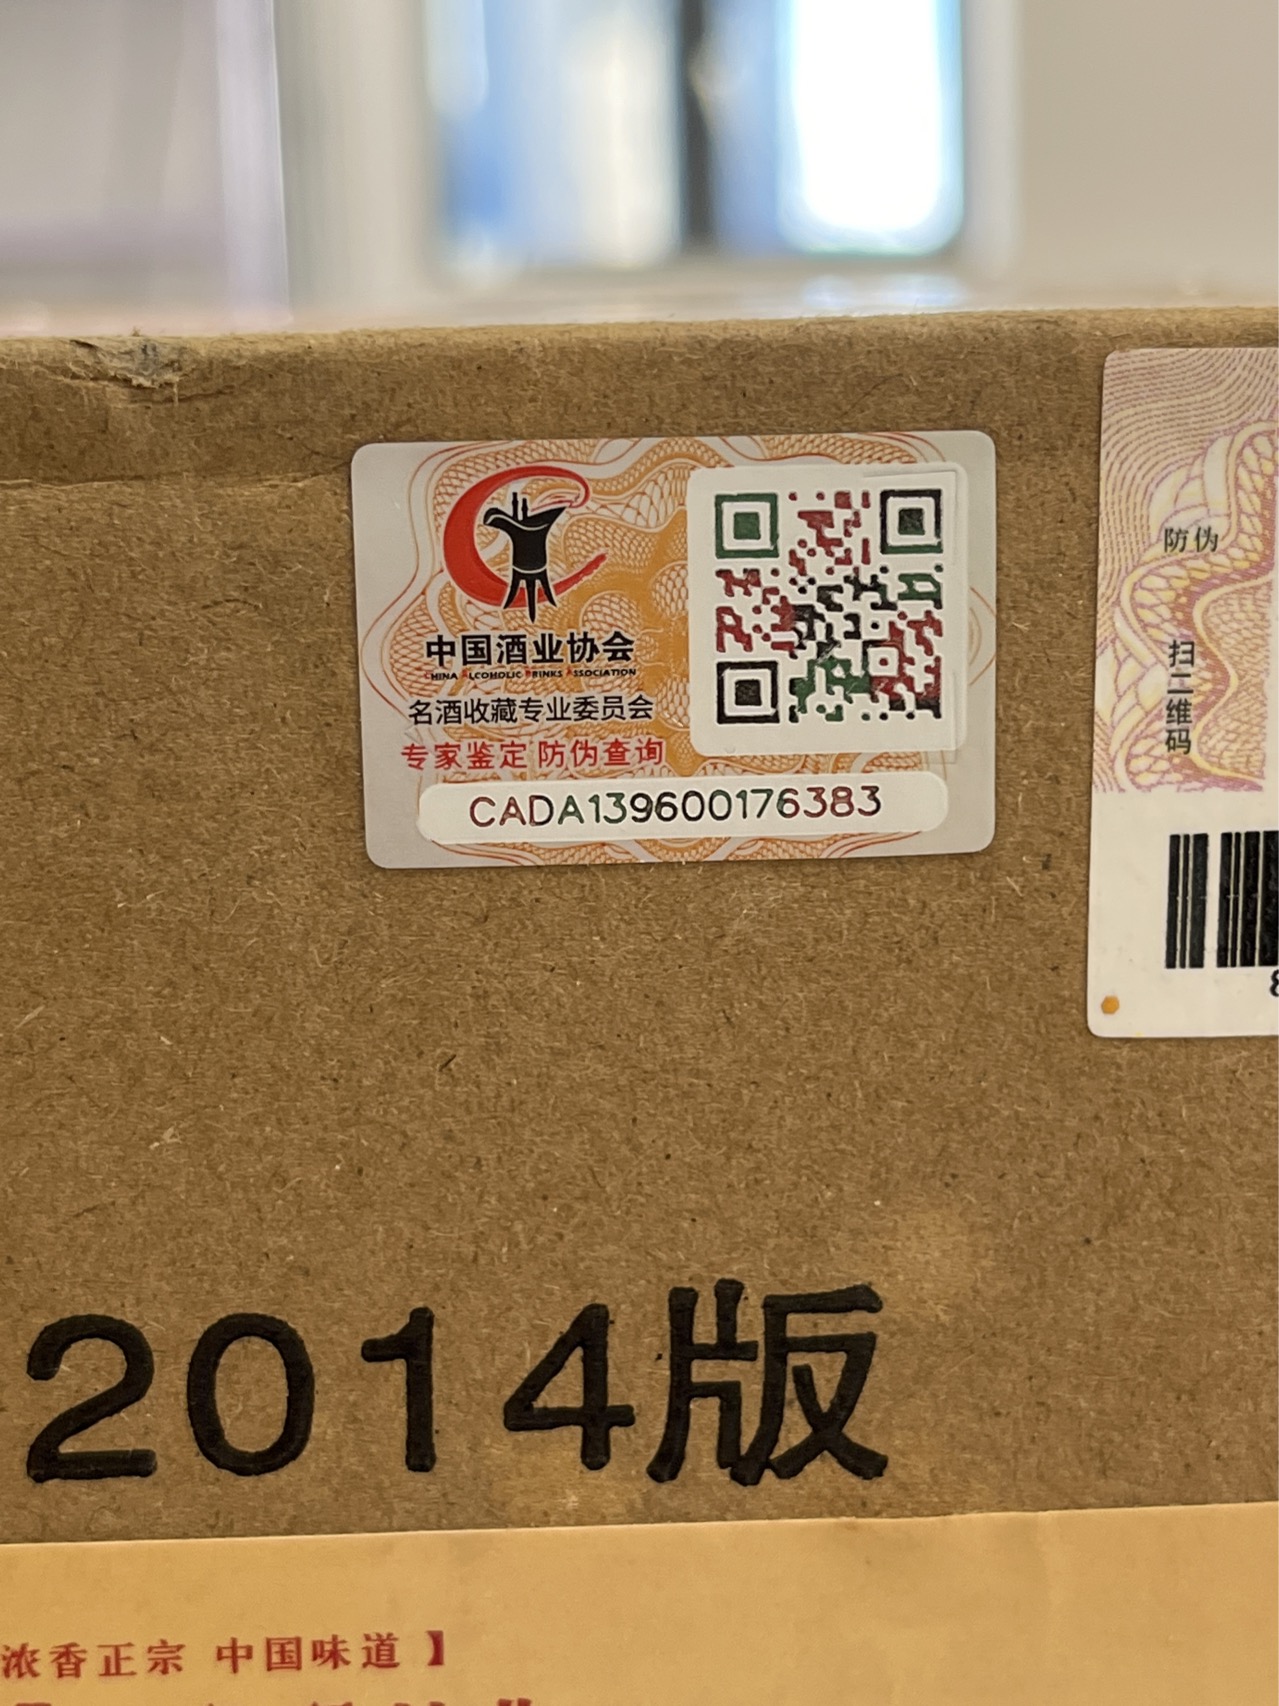 中国酒业协会
CHINA ALCOHOLIC DRINKS ASSOCIATION
名酒收藏专业委员会
专家鉴定 防伪查询
CADA139600176383
防伪
扫二维码
2014版
浓香正宗 中国味道 】